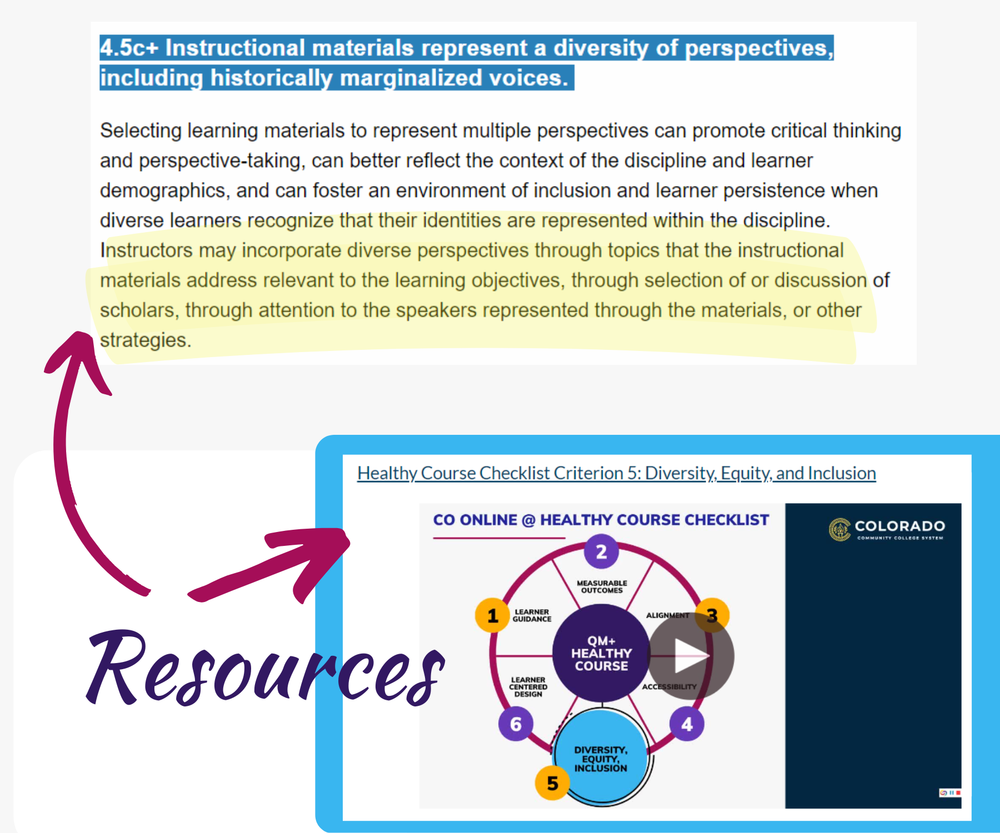 4.5c+ Instructional materials represent a diversity of perspectives,
including historically marginalized voices.
Selecting learning materials to represent multiple perspectives can promote critical thinking
and perspective-taking, can better reflect the context of the discipline and learner
demographics, and can foster an environment of inclusion and learner persistence when
diverse learners recognize that their identities are represented within the discipline.
Instructors may incorporate diverse perspectives through topics that the instructional
materials address relevant to the learning objectives, through selection of or discussion of
scholars, through attention to the speakers represented through the materials, or other
strategies.
Resources
Healthy Course Checklist Criterion 5: Diversity, Equity, and Inclusion
CO ONLINE @ HEALTHY COURSE CHECKLIST
COLORADO
COMMUNITY COLLEGE SYSTEM
1
LEARNER
GUIDANCE
2
MEASURABLE
OUTCOMES
3
ALIGNMENT
QM+
HEALTHY
COURSE
4
ACCESSIBILITY
5
DIVERSITY,
EQUITY,
INCLUSION
6
LEARNER
CENTERED
DESIGN